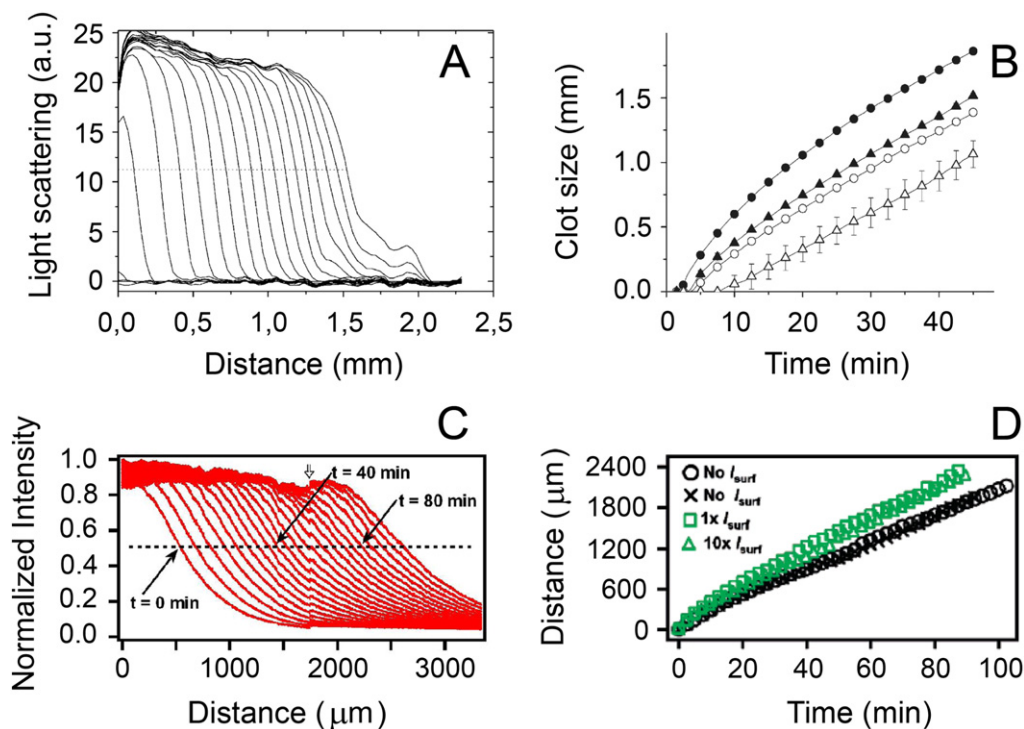 A
Light scattering (a.u.)
25
20
15
10
5
0
0,0 0,5 1,0 1,5 2,0 2,5
Distance (mm)
B
Clot size (mm)
1.5
1.0
0.5
0.0
0 10 20 30 40
Time (min)
C
Normalized Intensity
1.0
0.8
0.6
0.4
0.2
0.0
t = 40 min
t = 80 min
t = 0 min
0 1000 2000 3000
Distance (μm)
D
Distance (μm)
2400
1800
1200
600
0
No Isurf
No Isurf
1x Isurf
10x Isurf
0 20 40 60 80 100
Time (min)